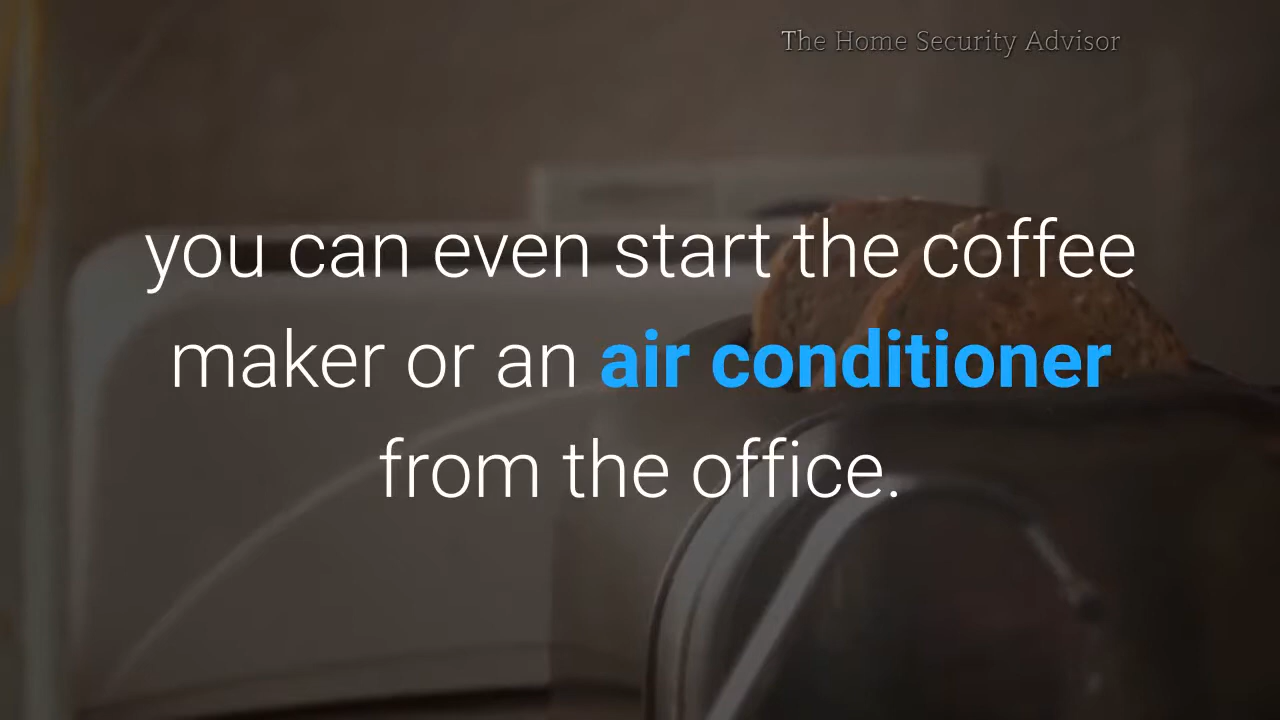 The Home Security Advisor
you can even start the coffee
maker or an air conditioner
from the office.